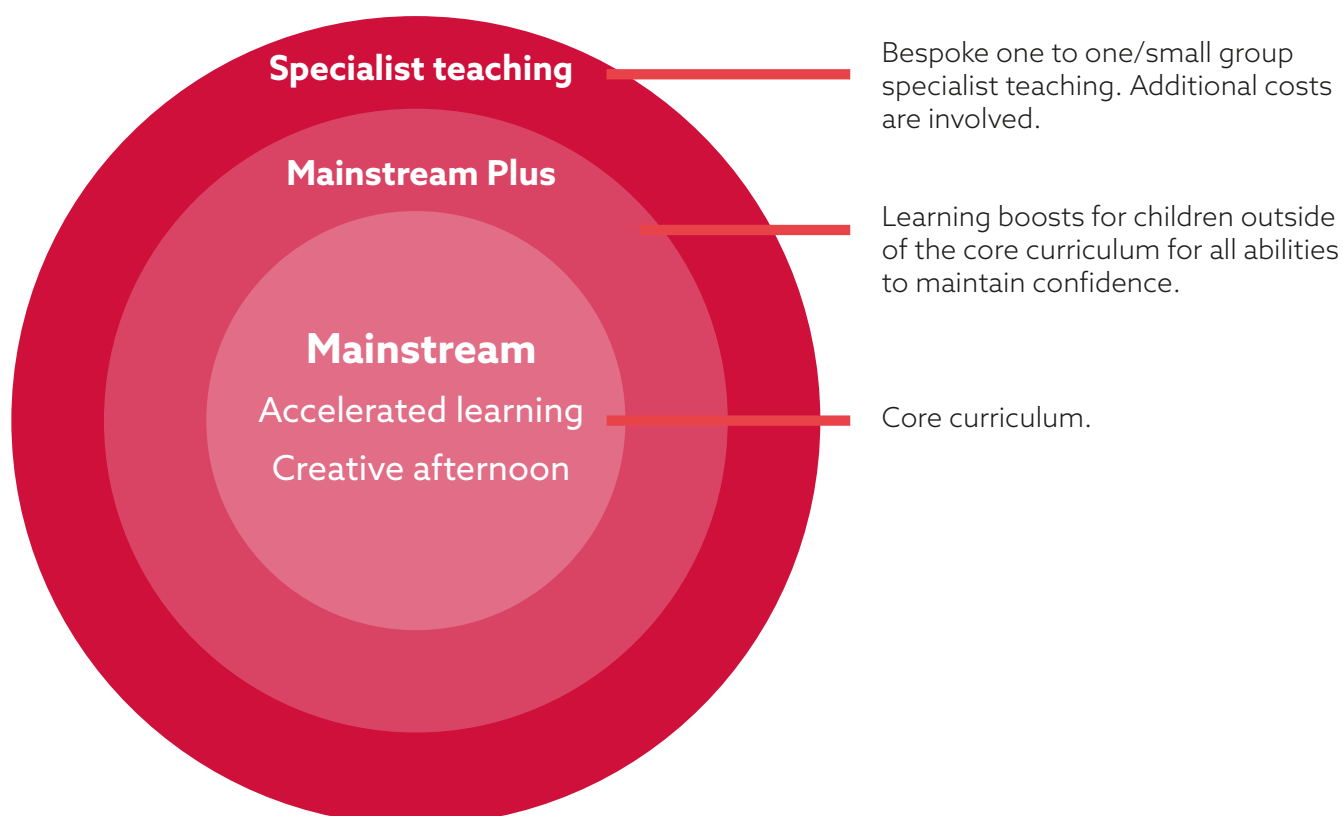 Specialist teaching
Bespoke one to one/small group
specialist teaching. Additional costs
are involved.
Mainstream Plus
Learning boosts for children outside
of the core curriculum for all abilities
to maintain confidence.
Mainstream
Accelerated learning
Creative afternoon
Core curriculum.